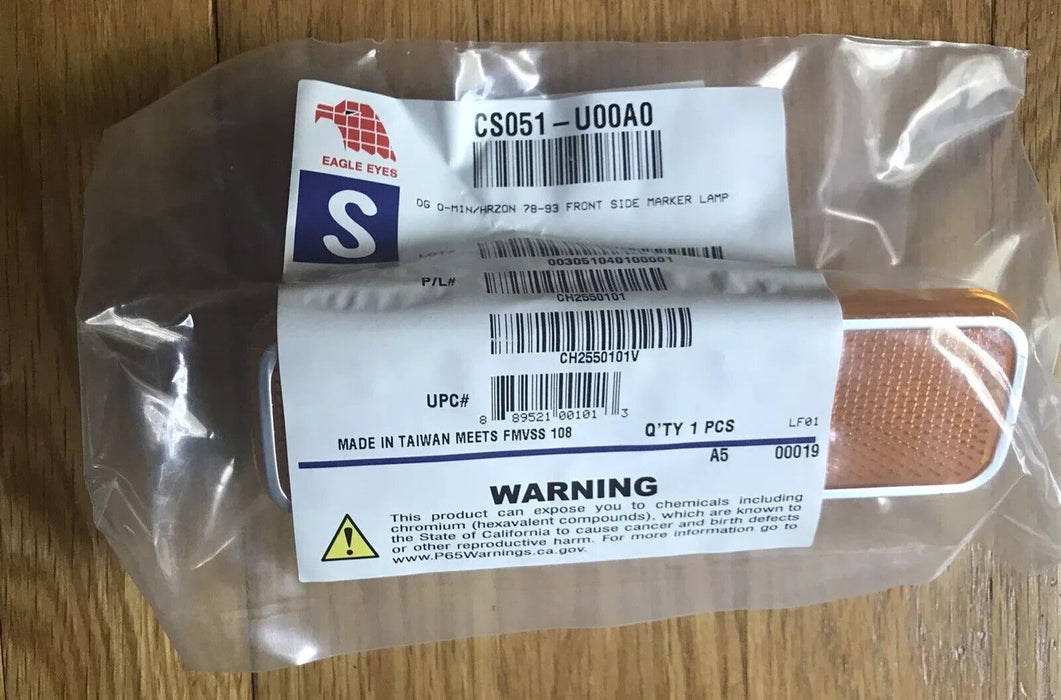 EAGLE EYES
S
CS051-U00A0
DG O-MIN/HRZON 78-93 FRONT SIDE MARKER LAMP
LOT#
003051040100001
P/L#
CH2550101
CH2550101V
UPC#
8 89521 00101 3
MADE IN TAIWAN MEETS FMVSS 108 Q'TY 1 PCS LF01
A5 00019
WARNING
This product can expose you to chemicals including
chromium (hexavalent compounds), which are known to
the State of California to cause cancer and birth defects
or other reproductive harm. For more information go to
www.P65Warnings.ca.gov.